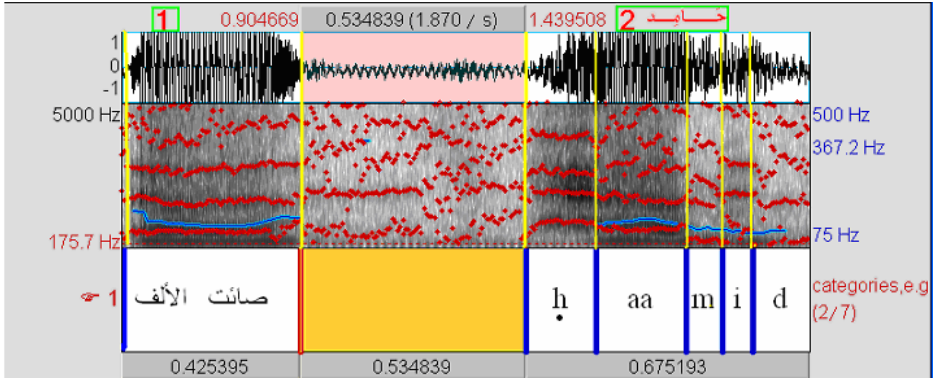 1 0.904669 0.534839 (1.870 / s) 1.439508 2 حَــامِــد
1
0
-1
5000 Hz 500 Hz
367.2 Hz
175.7 Hz 75 Hz
☞ 1 صائت الألف ḥ aa m i d categories,e.g
(2/7)
0.425395 0.534839 0.675193